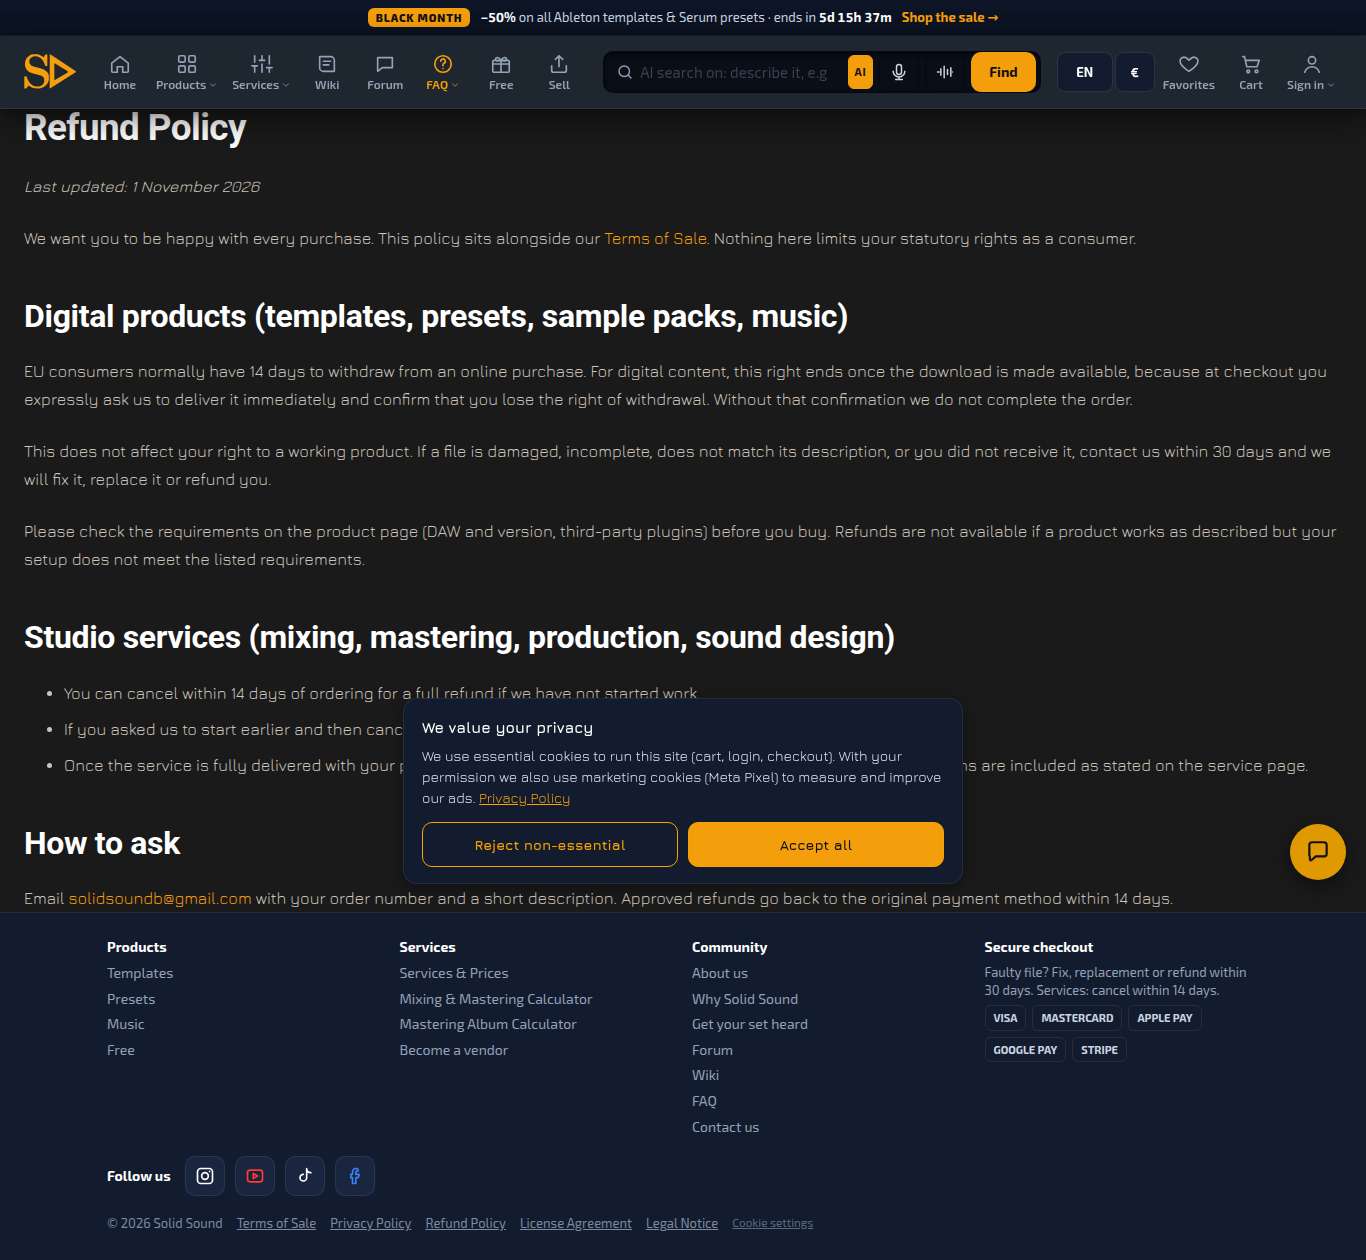 BLACK MONTH −50% on all Ableton templates & Serum presets · ends in 5d 15h 37m Shop the sale →
SD
Home Products Services Wiki Forum FAQ Free Sell
AI search on: describe it, e.g AI Find EN € Favorites Cart Sign in
Refund Policy
Last updated: 1 November 2026
We want you to be happy with every purchase. This policy sits alongside our Terms of Sale. Nothing here limits your statutory rights as a consumer.
Digital products (templates, presets, sample packs, music)
EU consumers normally have 14 days to withdraw from an online purchase. For digital content, this right ends once the download is made available, because at checkout you
expressly ask us to deliver it immediately and confirm that you lose the right of withdrawal. Without that confirmation we do not complete the order.
This does not affect your right to a working product. If a file is damaged, incomplete, does not match its description, or you did not receive it, contact us within 30 days and we
will fix it, replace it or refund you.
Please check the requirements on the product page (DAW and version, third-party plugins) before you buy. Refunds are not available if a product works as described but your
setup does not meet the listed requirements.
Studio services (mixing, mastering, production, sound design)
• You can cancel within 14 days of ordering for a full refund if we have not started work.
• If you asked us to start earlier and then canc
• Once the service is fully delivered with your
ns are included as stated on the service page.
We value your privacy
We use essential cookies to run this site (cart, login, checkout). With your
permission we also use marketing cookies (Meta Pixel) to measure and improve
our ads. Privacy Policy
Reject non-essential Accept all
How to ask
Email solidsoundb@gmail.com with your order number and a short description. Approved refunds go back to the original payment method within 14 days.
Products
Templates
Presets
Music
Free
Services
Services & Prices
Mixing & Mastering Calculator
Mastering Album Calculator
Become a vendor
Community
About us
Why Solid Sound
Get your set heard
Forum
Wiki
FAQ
Contact us
Secure checkout
Faulty file? Fix, replacement or refund within
30 days. Services: cancel within 14 days.
VISA MASTERCARD APPLE PAY
GOOGLE PAY STRIPE
Follow us
© 2026 Solid Sound Terms of Sale Privacy Policy Refund Policy License Agreement Legal Notice Cookie settings